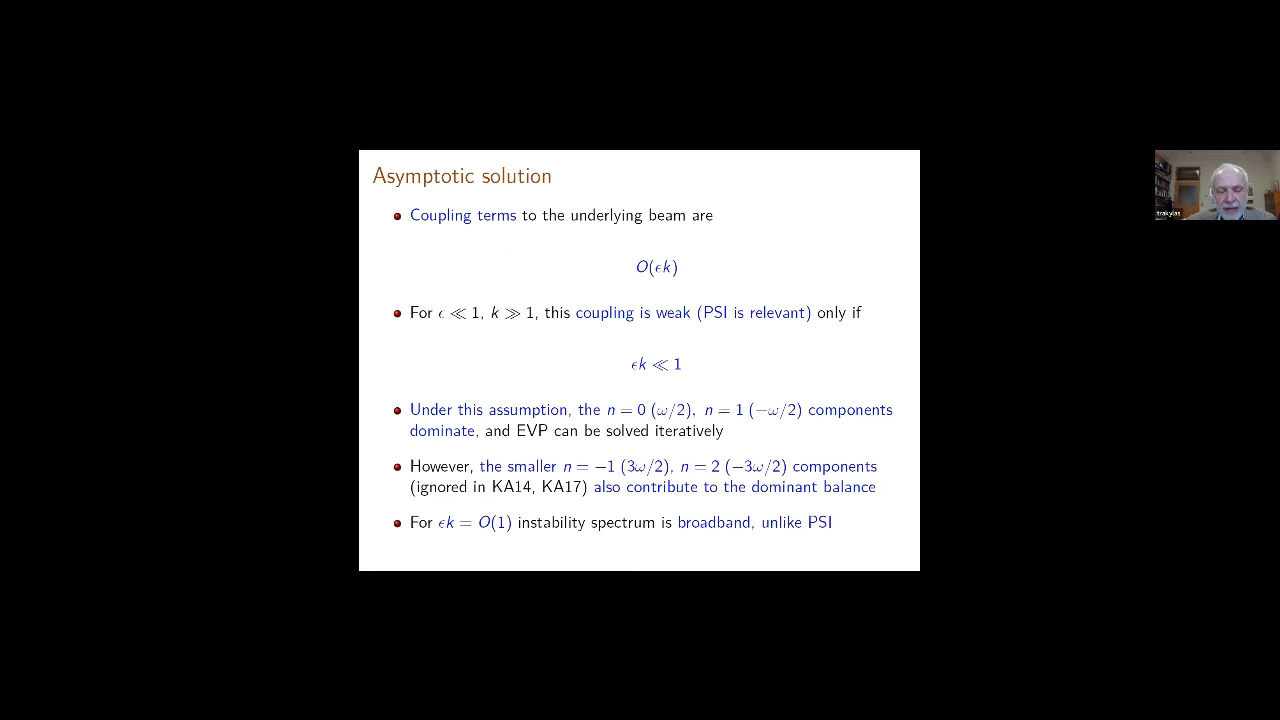 Asymptotic solution
Coupling terms to the underlying beam are
O(ϵk)
For ϵ ≪ 1, k ≫ 1, this coupling is weak (PSI is relevant) only if
ϵk ≪ 1
Under this assumption, the n = 0 (ω/2), n = 1 (−ω/2) components
dominate, and EVP can be solved iteratively
However, the smaller n = −1 (3ω/2), n = 2 (−3ω/2) components
(ignored in KA14, KA17) also contribute to the dominant balance
For ϵk = O(1) instability spectrum is broadband, unlike PSI
trakylas